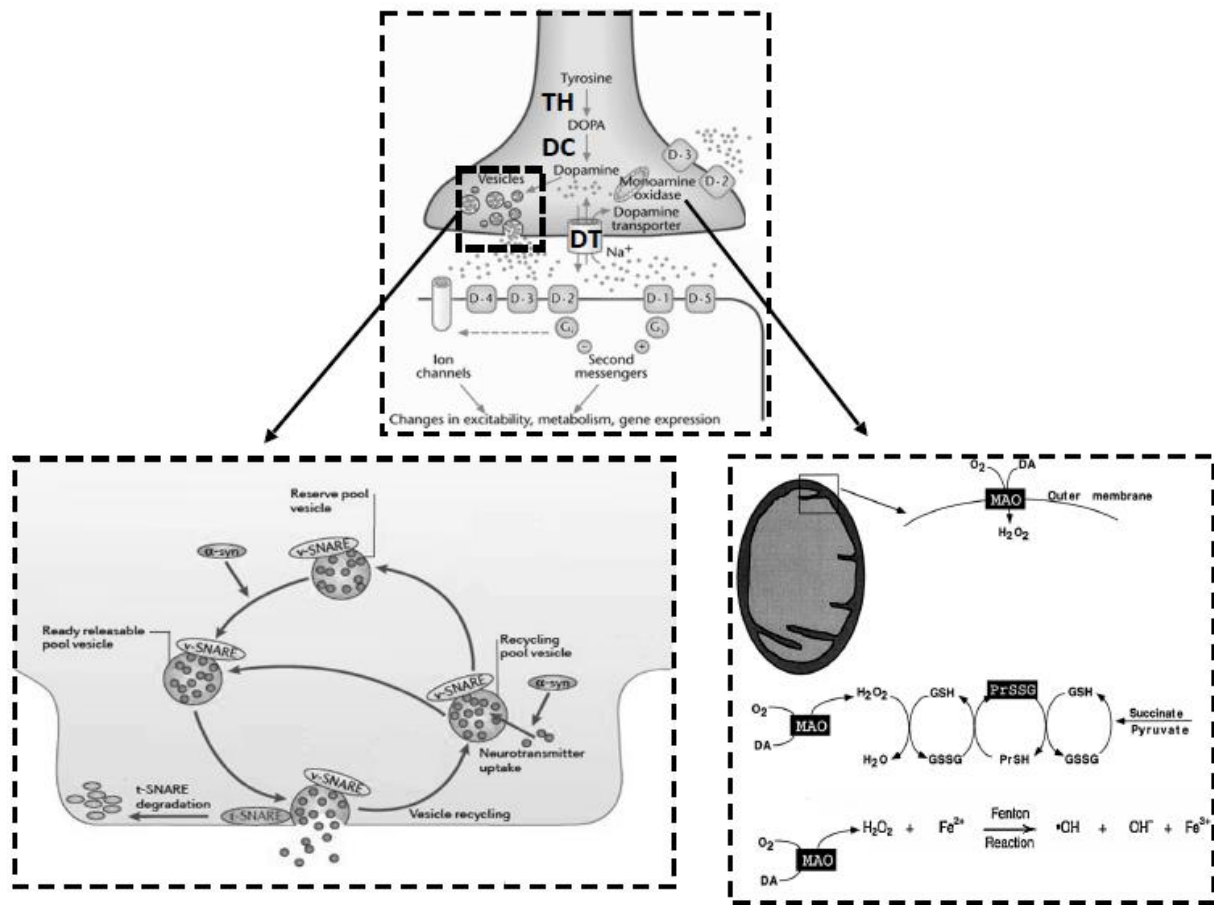 Tyrosine
TH
DOPA
DC
Dopamine
Vesicles
D-3
D-2
Monoamine
oxidase
Dopamine
transporter
DT
Na+
D-4
D-3
D-2
D-1
D-5
Gi
Gs
−
+
Ion
channels
Second
messengers
Changes in excitability, metabolism, gene expression
Reserve pool
vesicle
v-SNARE
α-syn
Ready releasable
pool vesicle
v-SNARE
Recycling
pool vesicle
v-SNARE
α-syn
Neurotransmitter
uptake
v-SNARE
t-SNARE
degradation
t-SNARE
Vesicle recycling
O2
DA
MAO
Outer membrane
H2O2
O2
MAO
DA
H2O2
GSH
PrSSG
GSH
Succinate
Pyruvate
H2O
GSSG
PrSH
GSSG
O2
MAO
DA
H2O2 + Fe2+ Fenton Reaction •OH + OH− + Fe3+